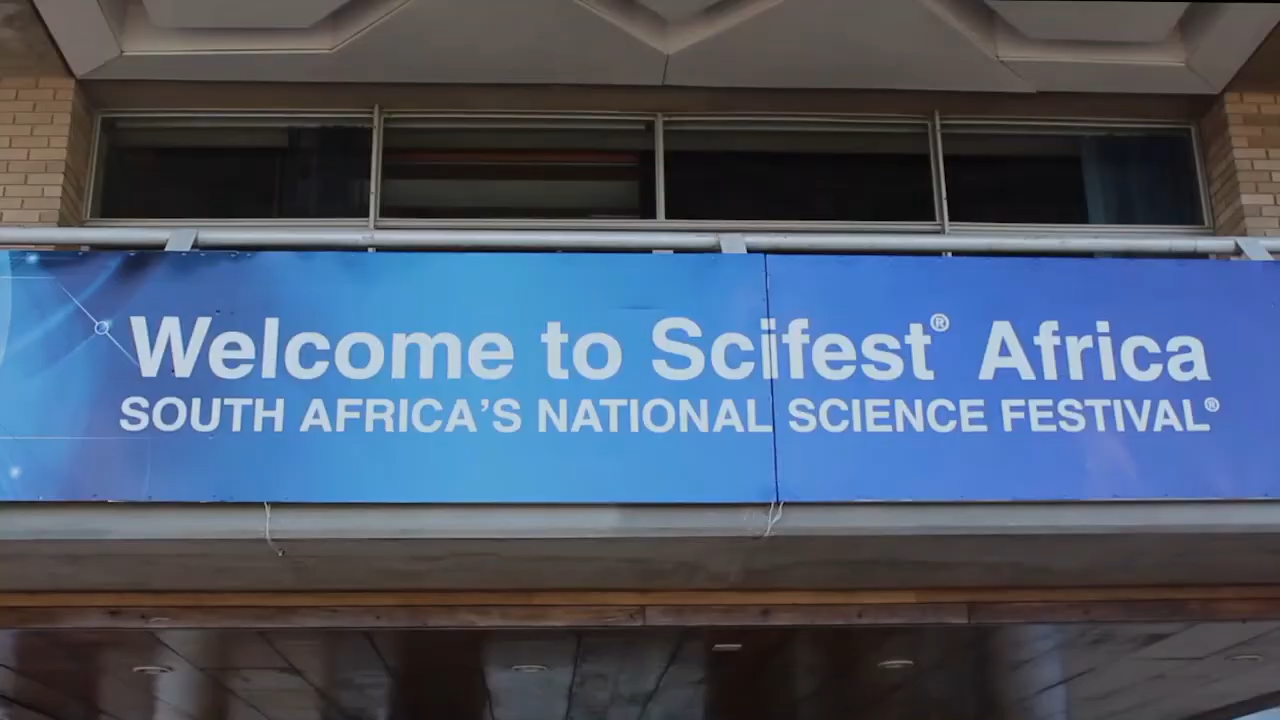 Welcome to Scifest® Africa
SOUTH AFRICA’S NATIONAL SCIENCE FESTIVAL®